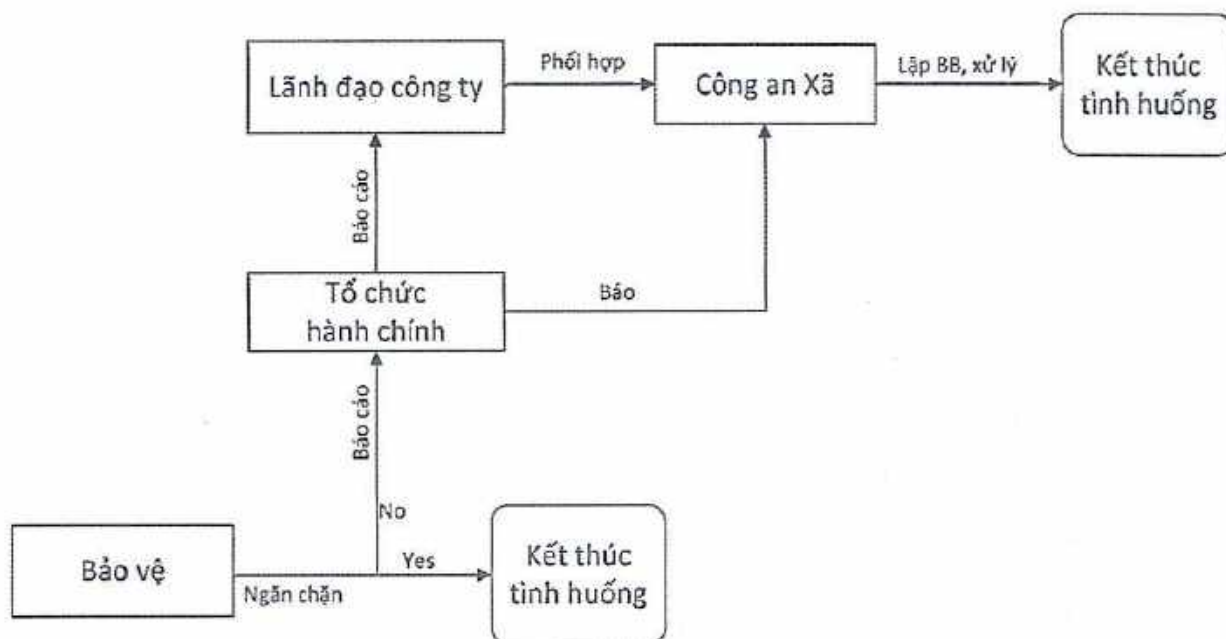 Lãnh đạo công ty
Phối hợp
Công an Xã
Lập BB, xử lý
Kết thúc
tình huống
Báo cáo
Tổ chức
hành chính
Báo
Báo cáo
No
Bảo vệ
Ngăn chặn
Yes
Kết thúc
tình huống